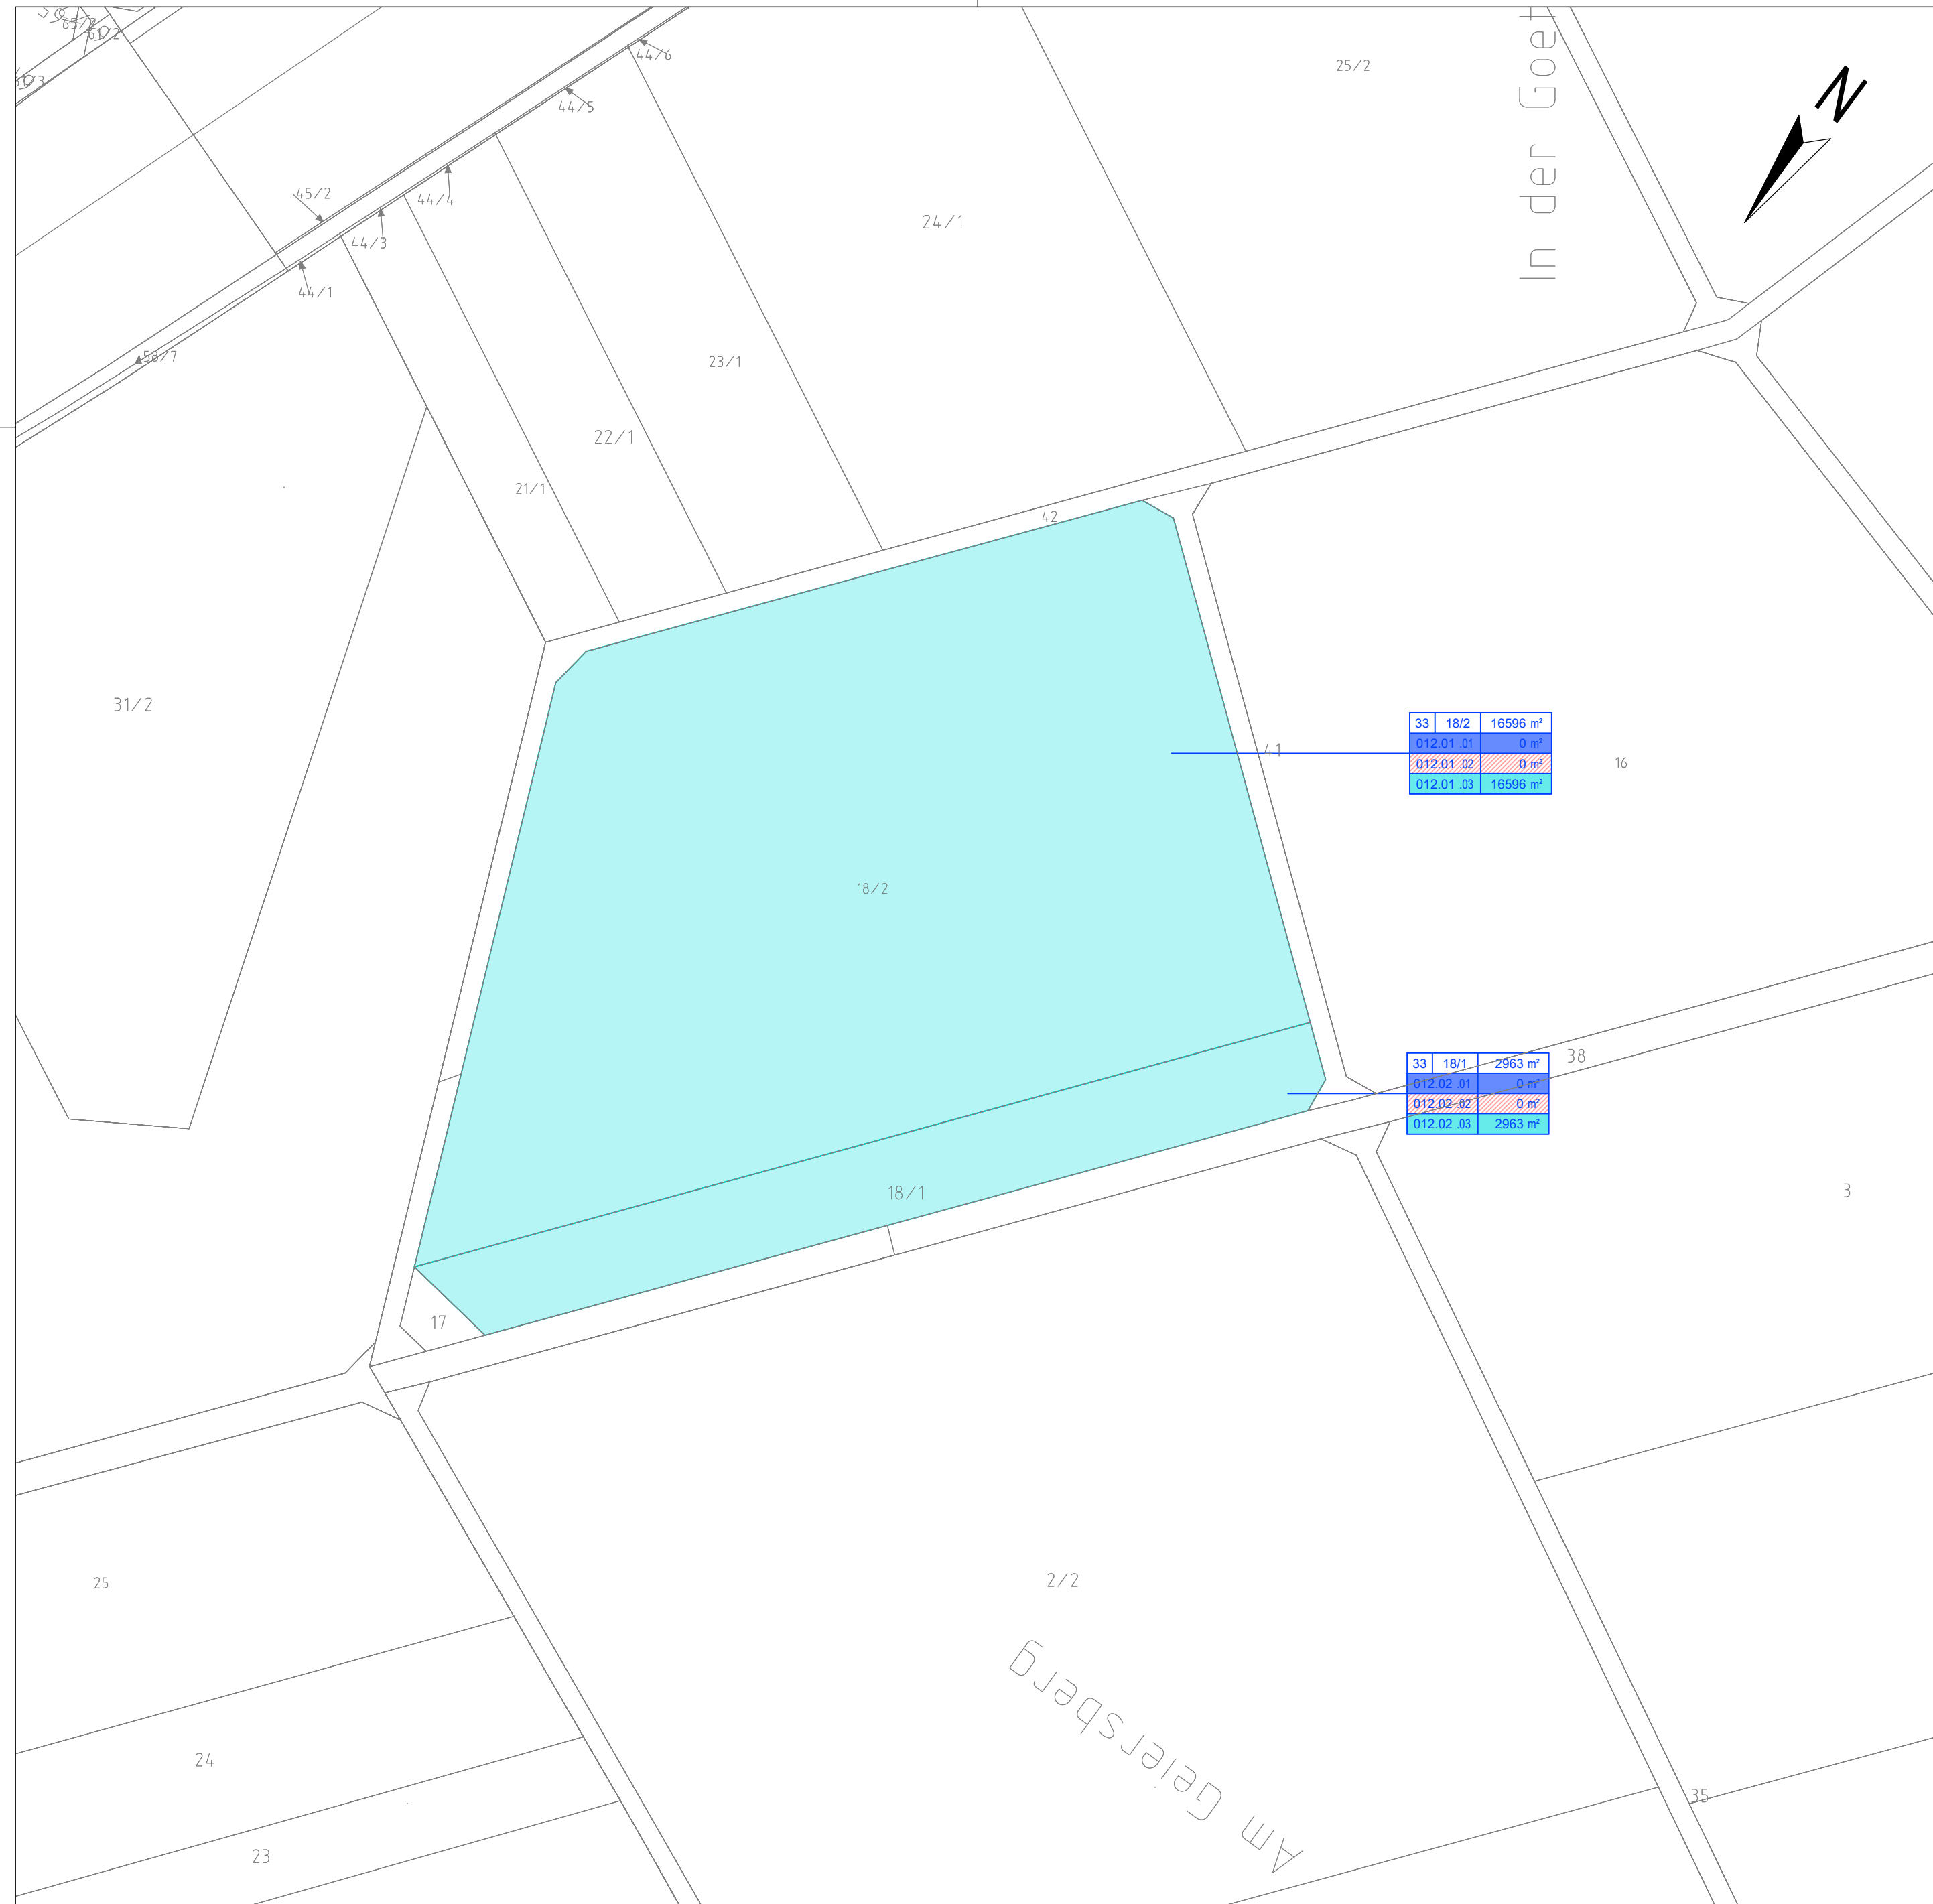 65/2
61/2
44/6
25/2
44/5
45/2
44/4
24/1
In der Goet
N
44/3
44/1
58/7
23/1
22/1
21/1
42
31/2
33 18/2 16596 m²
012.01 .01 0 m²
012.01 .02 0 m²
012.01 .03 16596 m²
41
16
18/2
38
33 18/1 2963 m²
012.02 .01 0 m²
012.02 .02 0 m²
012.02 .03 2963 m²
18/1
3
17
2/2
25
Am Geiersberg
24
35
23